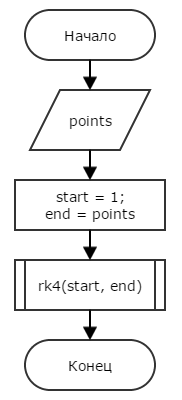 Начало
points
start = 1;
end = points
rk4(start, end)
Конец